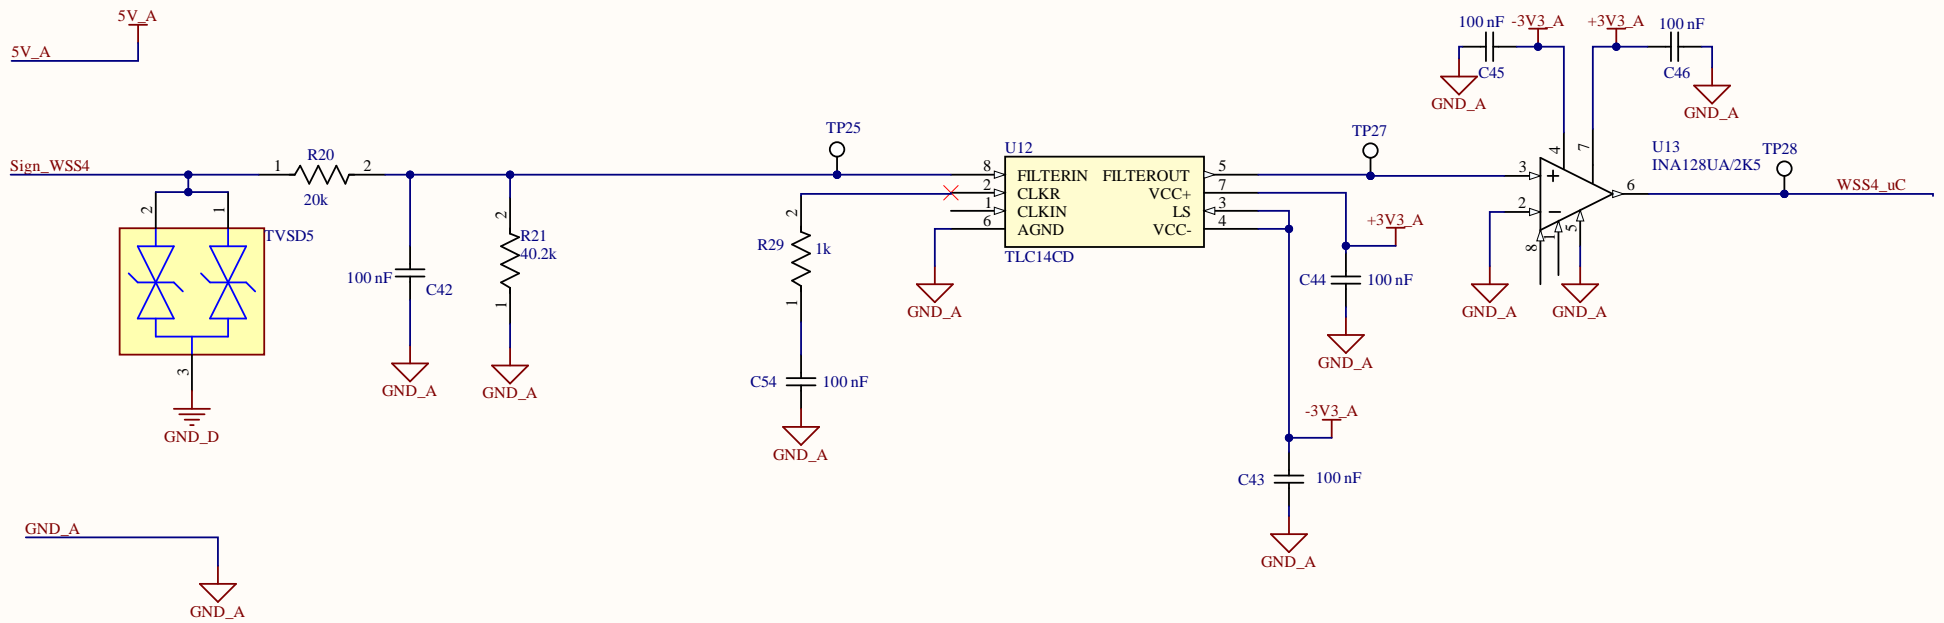 5V_A
5V_A
Sign_WSS4
1
R20
2
20k
2
1
TVSD5
3
GND_D
100 nF
C42
GND_A
2
R21
40.2k
1
GND_A
TP25
2
R29
1k
1
C54
100 nF
GND_A
U12
8
FILTERIN
FILTEROUT
5
2
CLKR
VCC+
7
1
CLKIN
LS
3
6
AGND
VCC-
4
TLC14CD
GND_A
+3V3_A
C44
100 nF
GND_A
-3V3_A
C43
100 nF
GND_A
TP27
100 nF
-3V3_A
C45
GND_A
+3V3_A
100 nF
C46
GND_A
4
7
U13
INA128UA/2K5
3
+
2
−
6
8
1
5
GND_A
GND_A
TP28
WSS4_uC
GND_A
GND_A